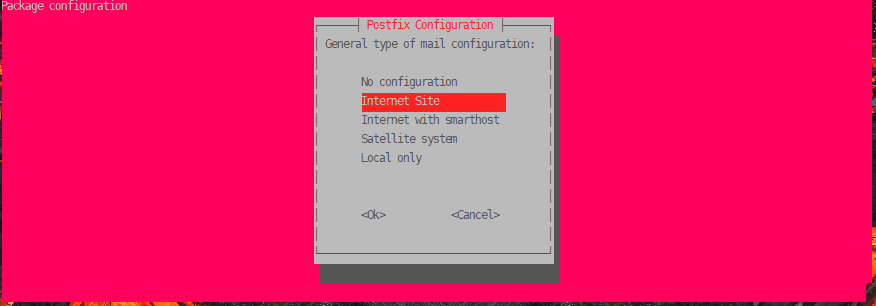 Package configuration
Postfix Configuration
General type of mail configuration:
No configuration
Internet Site
Internet with smarthost
Satellite system
Local only
<Ok> <Cancel>